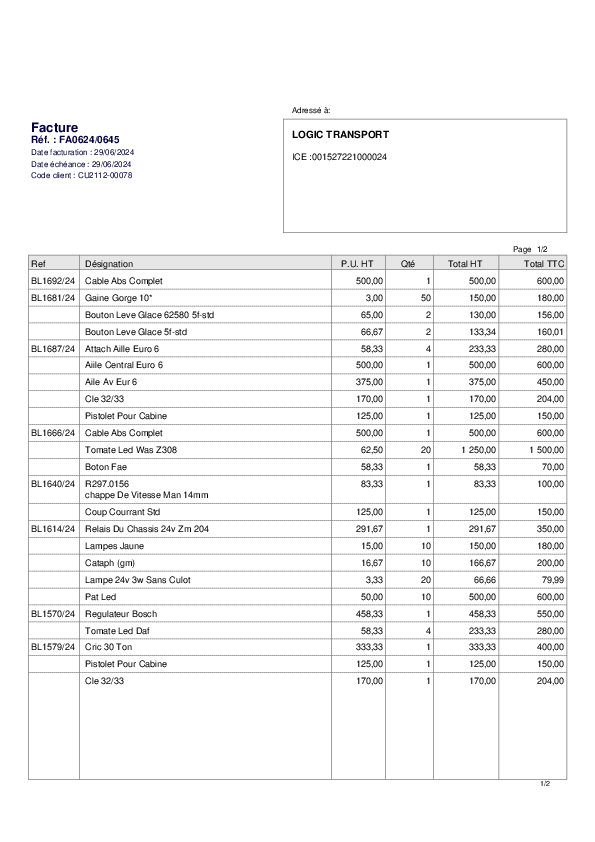 Adressé à:
Facture
Réf. : FA0624/0645
Date facturation : 29/06/2024
Date échéance : 29/06/2024
Code client : CU2112-00078
LOGIC TRANSPORT
ICE :001527221000024
Page 1/2
Ref Désignation P.U. HT Qté Total HT Total TTC
BL1692/24 Cable Abs Complet 500,00 1 500,00 600,00
BL1681/24 Gaine Gorge 10* 3,00 50 150,00 180,00
Bouton Leve Glace 62580 5f-std 65,00 2 130,00 156,00
Bouton Leve Glace 5f-std 66,67 2 133,34 160,01
BL1687/24 Attach Aille Euro 6 58,33 4 233,33 280,00
Aiile Central Euro 6 500,00 1 500,00 600,00
Aile Av Eur 6 375,00 1 375,00 450,00
Cle 32/33 170,00 1 170,00 204,00
Pistolet Pour Cabine 125,00 1 125,00 150,00
BL1666/24 Cable Abs Complet 500,00 1 500,00 600,00
Tomate Led Was Z308 62,50 20 1 250,00 1 500,00
Boton Fae 58,33 1 58,33 70,00
BL1640/24 R297.0156 83,33 1 83,33 100,00
chappe De Vitesse Man 14mm
Coup Courrant Std 125,00 1 125,00 150,00
BL1614/24 Relais Du Chassis 24v Zm 204 291,67 1 291,67 350,00
Lampes Jaune 15,00 10 150,00 180,00
Cataph (gm) 16,67 10 166,67 200,00
Lampe 24v 3w Sans Culot 3,33 20 66,66 79,99
Pat Led 50,00 10 500,00 600,00
BL1570/24 Regulateur Bosch 458,33 1 458,33 550,00
Tomate Led Daf 58,33 4 233,33 280,00
BL1579/24 Cric 30 Ton 333,33 1 333,33 400,00
Pistolet Pour Cabine 125,00 1 125,00 150,00
Cle 32/33 170,00 1 170,00 204,00
1/2